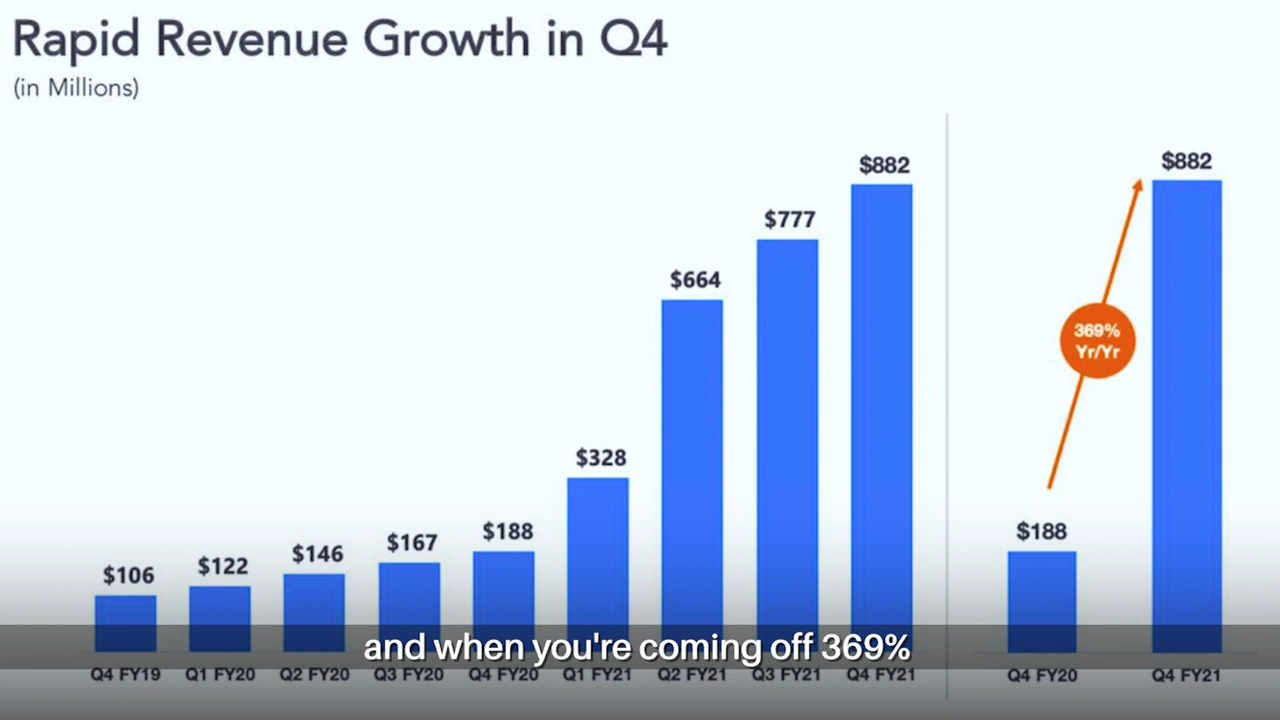 Rapid Revenue Growth in Q4
(in Millions)
$106
$122
$146
$167
$188
$328
$664
$777
$882
$188
$882
369%
Yr/Yr
and when you're coming off 369%
Q4 FY19 Q1 FY20 Q2 FY20 Q3 FY20 Q4 FY20 Q1 FY21 Q2 FY21 Q3 FY21 Q4 FY21 Q4 FY20 Q4 FY21